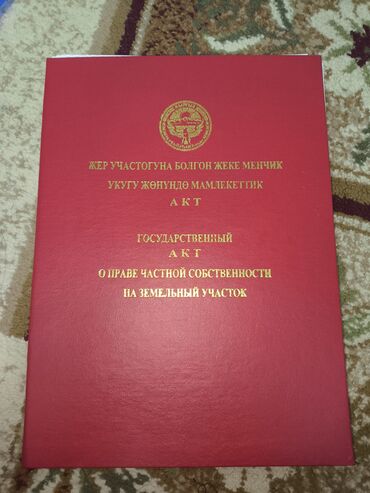 ЖЕР УЧАСТОГУНА БОЛГОН ЖЕКЕ МЕНЧИК
УКУГУ ЖӨНҮНДӨ МАМЛЕКЕТТИК
АКТ
ГОСУДАРСТВЕННЫЙ
АКТ
О ПРАВЕ ЧАСТНОЙ СОБСТВЕННОСТИ
НА ЗЕМЕЛЬНЫЙ УЧАСТОК